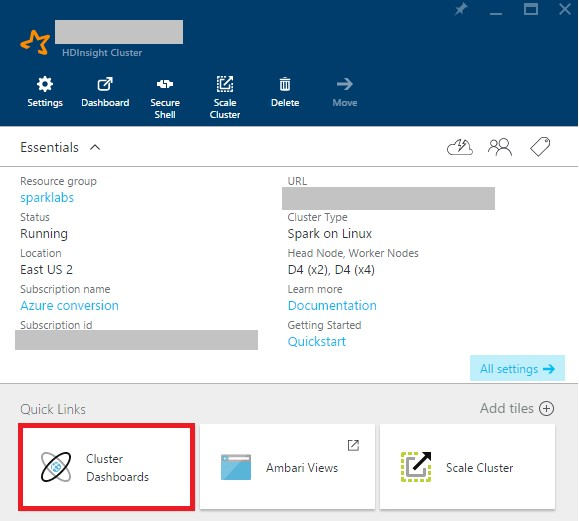 HDInsight Cluster
Settings
Dashboard
Secure
Shell
Scale
Cluster
Delete
Move
Essentials
Resource group
sparklabs
Status
Running
Location
East US 2
Subscription name
Azure conversion
Subscription id
URL
Cluster Type
Spark on Linux
Head Node, Worker Nodes
D4 (x2), D4 (x4)
Learn more
Documentation
Getting Started
Quickstart
All settings
Quick Links
Add tiles
Cluster
Dashboards
Ambari Views
Scale Cluster